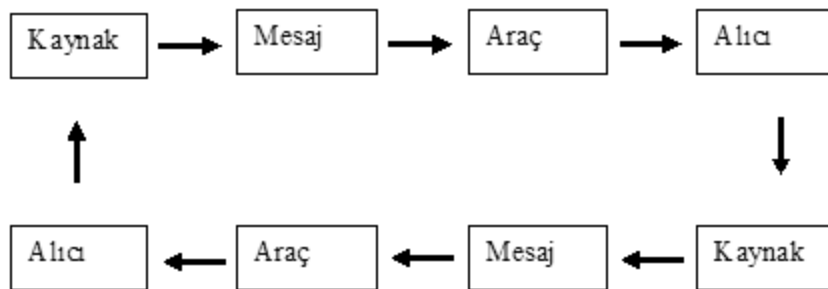 Kaynak
Mesaj
Araç
Alıcı
Alıcı
Araç
Mesaj
Kaynak